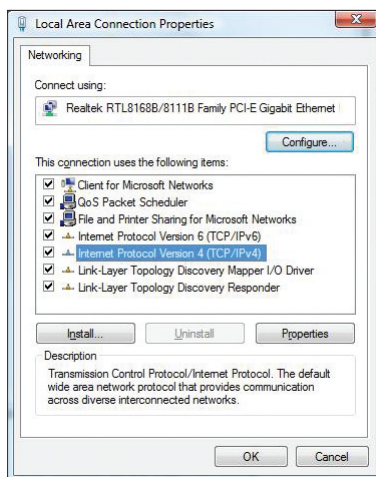 Local Area Connection Properties
Networking
Connect using:
Realtek RTL8168B/8111B Family PCI-E Gigabit Ethernet
Configure...
This connection uses the following items:
Client for Microsoft Networks
QoS Packet Scheduler
File and Printer Sharing for Microsoft Networks
Internet Protocol Version 6 (TCP/IPv6)
Internet Protocol Version 4 (TCP/IPv4)
Link-Layer Topology Discovery Mapper I/O Driver
Link-Layer Topology Discovery Responder
Install... Uninstall Properties
Description
Transmission Control Protocol/Internet Protocol. The default
wide area network protocol that provides communication
across diverse interconnected networks.
OK Cancel